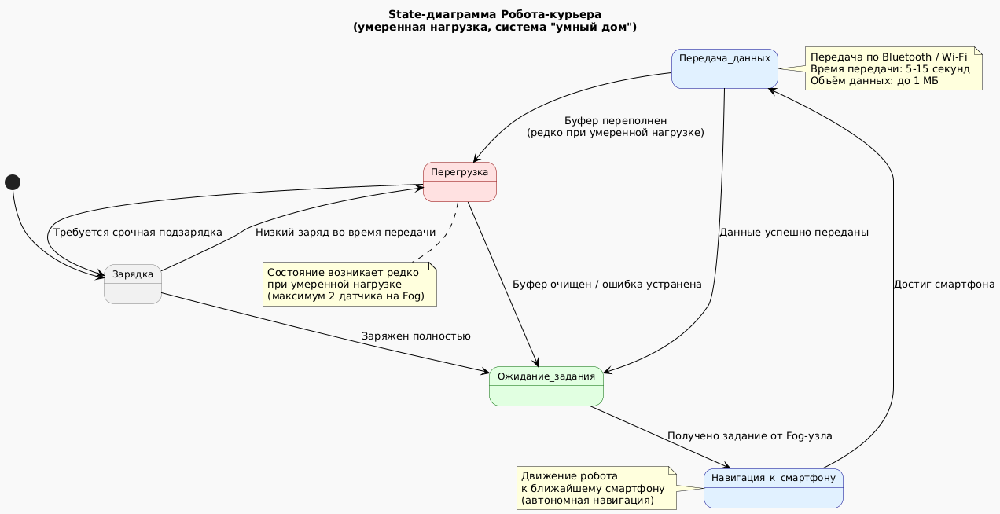 State-диаграмма Робота-курьера
(умеренная нагрузка, система "умный дом")
Передача_данных
Передача по Bluetooth / Wi-Fi
Время передачи: 5-15 секунд
Объём данных: до 1 МБ
Буфер переполнен
(редко при умеренной нагрузке)
Перегрузка
Требуется срочная подзарядка
Низкий заряд во время передачи
Данные успешно переданы
Зарядка
Состояние возникает редко
при умеренной нагрузке
(максимум 2 датчика на Fog)
Буфер очищен / ошибка устранена
Достиг смартфона
Заряжен полностью
Ожидание_задания
Получено задание от Fog-узла
Движение робота
к ближайшему смартфону
(автономная навигация)
Навигация_к_смартфону